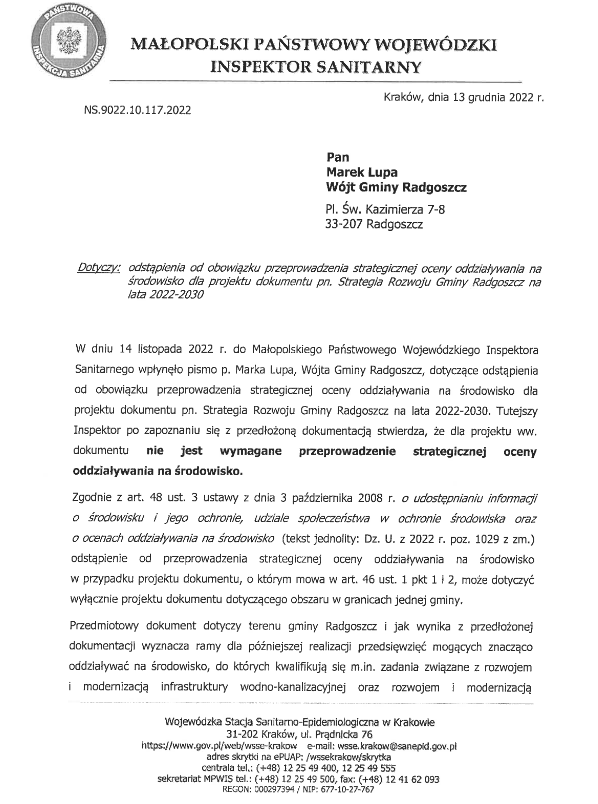 PAŃSTWOWA
INSPEKCJA SANITARNA
MAŁOPOLSKI PAŃSTWOWY WOJEWÓDZKI
INSPEKTOR SANITARNY
Kraków, dnia 13 grudnia 2022 r.
NS.9022.10.117.2022
Pan
Marek Lupa
Wójt Gminy Radgoszcz
Pl. Św. Kazimierza 7-8
33-207 Radgoszcz
Dotyczy: odstąpienia od obowiązku przeprowadzenia strategicznej oceny oddziaływania na
środowisko dla projektu dokumentu pn. Strategia Rozwoju Gminy Radgoszcz na
lata 2022-2030
W dniu 14 listopada 2022 r. do Małopolskiego Państwowego Wojewódzkiego Inspektora
Sanitarnego wpłynęło pismo p. Marka Lupa, Wójta Gminy Radgoszcz, dotyczące odstąpienia
od obowiązku przeprowadzenia strategicznej oceny oddziaływania na środowisko dla
projektu dokumentu pn. Strategia Rozwoju Gminy Radgoszcz na lata 2022-2030. Tutejszy
Inspektor po zapoznaniu się z przedłożoną dokumentacją stwierdza, że dla projektu ww.
dokumentu nie jest wymagane przeprowadzenie strategicznej oceny
oddziaływania na środowisko.
Zgodnie z art. 48 ust. 3 ustawy z dnia 3 października 2008 r. o udostępnianiu informacji
o środowisku i jego ochronie, udziale społeczeństwa w ochronie środowiska oraz
o ocenach oddziaływania na środowisko (tekst jednolity: Dz. U. z 2022 r. poz. 1029 z zm.)
odstąpienie od przeprowadzenia strategicznej oceny oddziaływania na środowisko
w przypadku projektu dokumentu, o którym mowa w art. 46 ust. 1 pkt 1 i 2, może dotyczyć
wyłącznie projektu dokumentu dotyczącego obszaru w granicach jednej gminy.
Przedmiotowy dokument dotyczy terenu gminy Radgoszcz i jak wynika z przedłożonej
dokumentacji wyznacza ramy dla późniejszej realizacji przedsięwzięć mogących znacząco
oddziaływać na środowisko, do których kwalifikują się m.in. zadania związane z rozwojem
i modernizacją infrastruktury wodno-kanalizacyjnej oraz rozwojem i modernizacją
Wojewódzka Stacja Sanitarno-Epidemiologiczna w Krakowie
31-202 Kraków, ul. Prądnicka 76
https://www.gov.pl/web/wsse-krakow e-mail: wsse.krakow@sanepid.gov.pl
adres skrytki na ePUAP: /wssekrakow/skrytka
centrala tel.: (+48) 12 25 49 400, 12 25 49 555
sekretariat MPWIS tel.: (+48) 12 25 49 500, fax: (+48) 12 41 62 093
REGON: 000297394 / NIP: 677-10-27-767